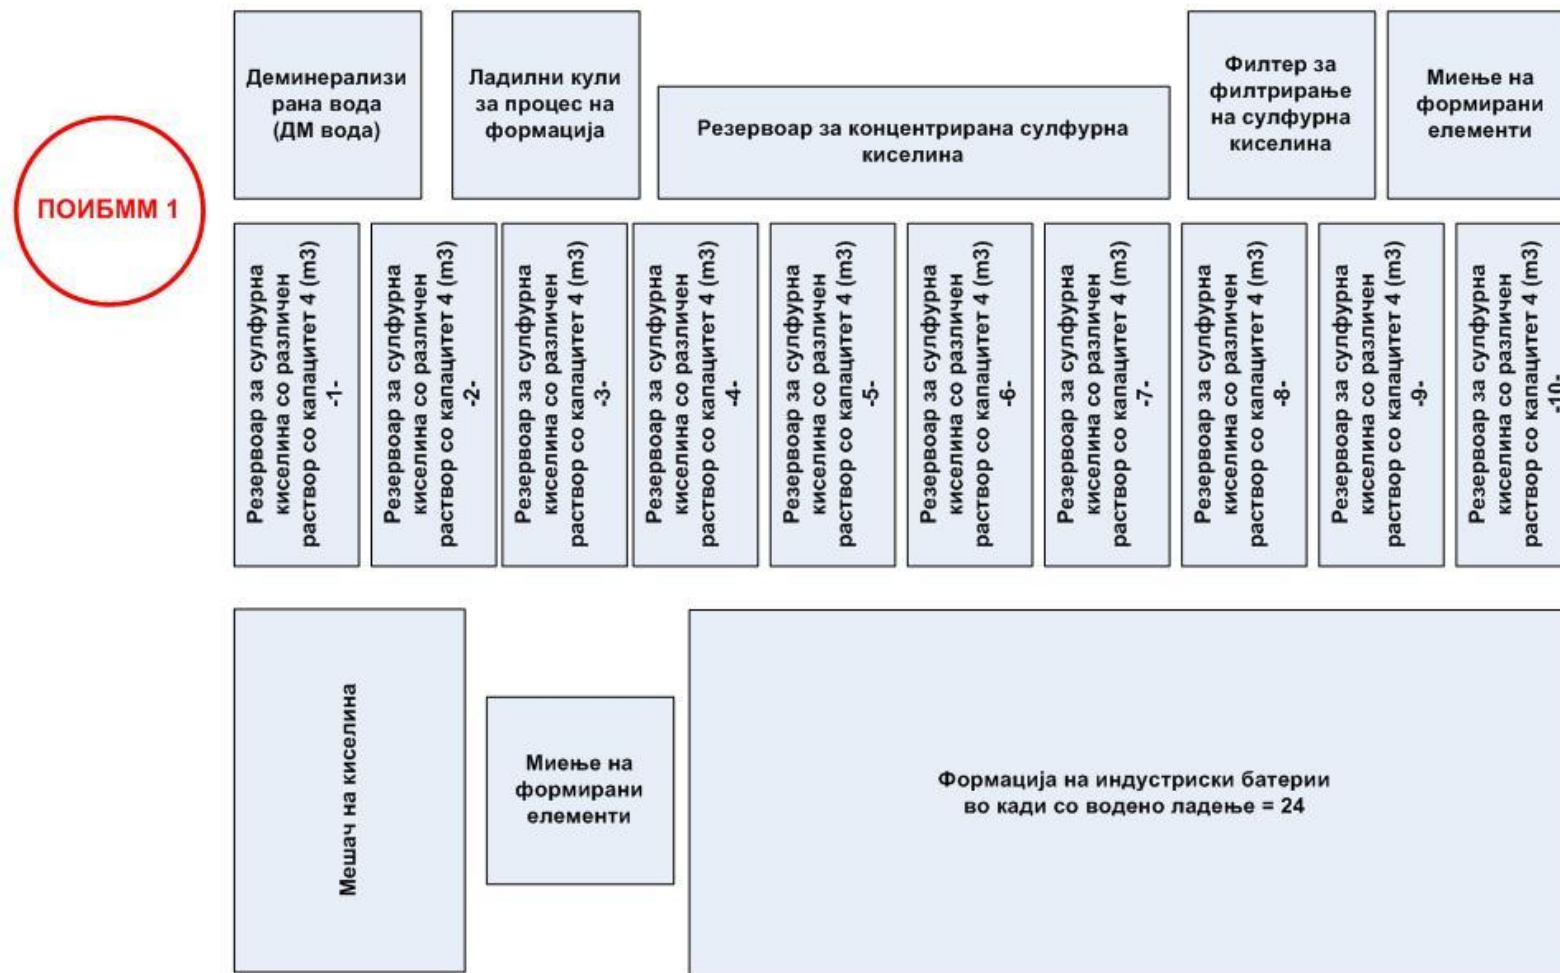 ПОИБММ 1
Деминерализи
рана вода
(ДМ вода)
Ладилни кули
за процес на
формација
Резервоар за концентрирана сулфурна
киселина
Филтер за
филтрирање
на сулфурна
киселина
Миење на
формирани
елементи
Резервоар за сулфурна
киселина со различен
раствор со капацитет 4 (m3)
-1-
Резервоар за сулфурна
киселина со различен
раствор со капацитет 4 (m3)
-2-
Резервоар за сулфурна
киселина со различен
раствор со капацитет 4 (m3)
-3-
Резервоар за сулфурна
киселина со различен
раствор со капацитет 4 (m3)
-4-
Резервоар за сулфурна
киселина со различен
раствор со капацитет 4 (m3)
-5-
Резервоар за сулфурна
киселина со различен
раствор со капацитет 4 (m3)
-6-
Резервоар за сулфурна
киселина со различен
раствор со капацитет 4 (m3)
-7-
Резервоар за сулфурна
киселина со различен
раствор со капацитет 4 (m3)
-8-
Резервоар за сулфурна
киселина со различен
раствор со капацитет 4 (m3)
-9-
Резервоар за сулфурна
киселина со различен
раствор со капацитет 4 (m3)
-10-
Мешач на киселина
Миење на
формирани
елементи
Формација на индустриски батерии
во кади со водено ладење = 24